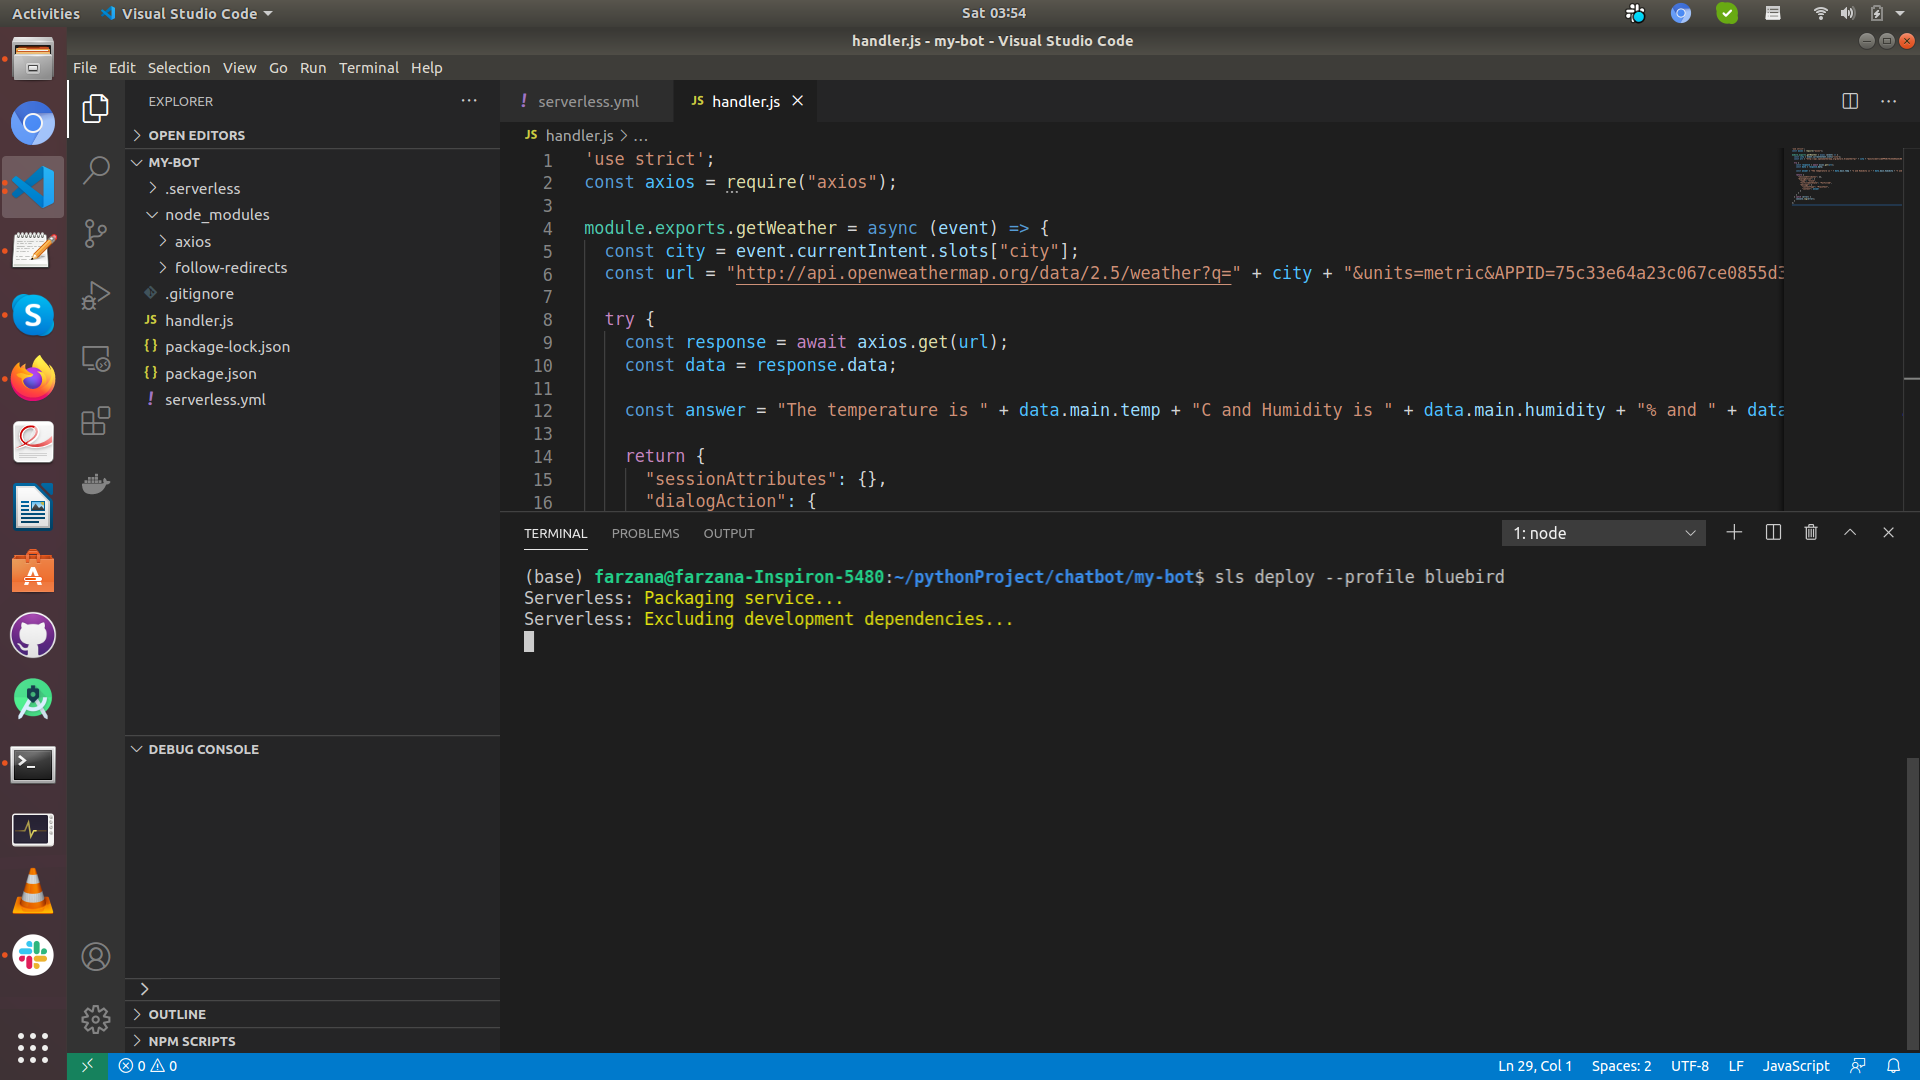 Activities
Visual Studio Code
Sat 03:54
handler.js - my-bot - Visual Studio Code
File Edit Selection View Go Run Terminal Help
EXPLORER
OPEN EDITORS
MY-BOT
.serverless
node_modules
axios
follow-redirects
.gitignore
JS handler.js
{} package-lock.json
{} package.json
! serverless.yml
DEBUG CONSOLE
OUTLINE
NPM SCRIPTS
! serverless.yml
JS handler.js
JS handler.js > ...
1 'use strict';
2 const axios = require("axios");
3
4 module.exports.getWeather = async (event) => {
5 const city = event.currentIntent.slots["city"];
6 const url = "http://api.openweathermap.org/data/2.5/weather?q=" + city + "&units=metric&APPID=75c33e64a23c067ce0855d3
7
8 try {
9 const response = await axios.get(url);
10 const data = response.data;
11
12 const answer = "The temperature is " + data.main.temp + "C and Humidity is " + data.main.humidity + "% and " + data
13
14 return {
15 "sessionAttributes": {},
16 "dialogAction": {
TERMINAL PROBLEMS OUTPUT
1: node
(base) farzana@farzana-Inspiron-5480:~/pythonProject/chatbot/my-bot$ sls deploy --profile bluebird
Serverless: Packaging service...
Serverless: Excluding development dependencies...
0 0
Ln 29, Col 1 Spaces: 2 UTF-8 LF JavaScript